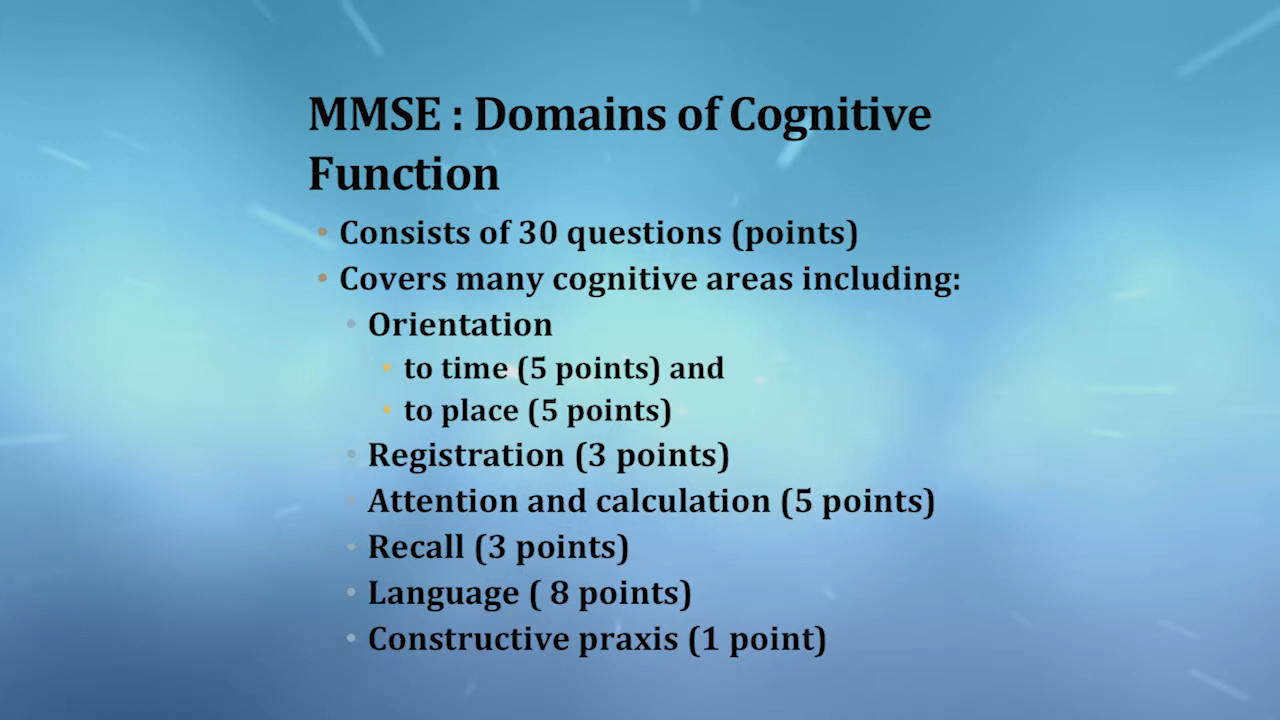 MMSE : Domains of Cognitive
Function
• Consists of 30 questions (points)
• Covers many cognitive areas including:
• Orientation
• to time (5 points) and
• to place (5 points)
• Registration (3 points)
• Attention and calculation (5 points)
• Recall (3 points)
• Language ( 8 points)
• Constructive praxis (1 point)